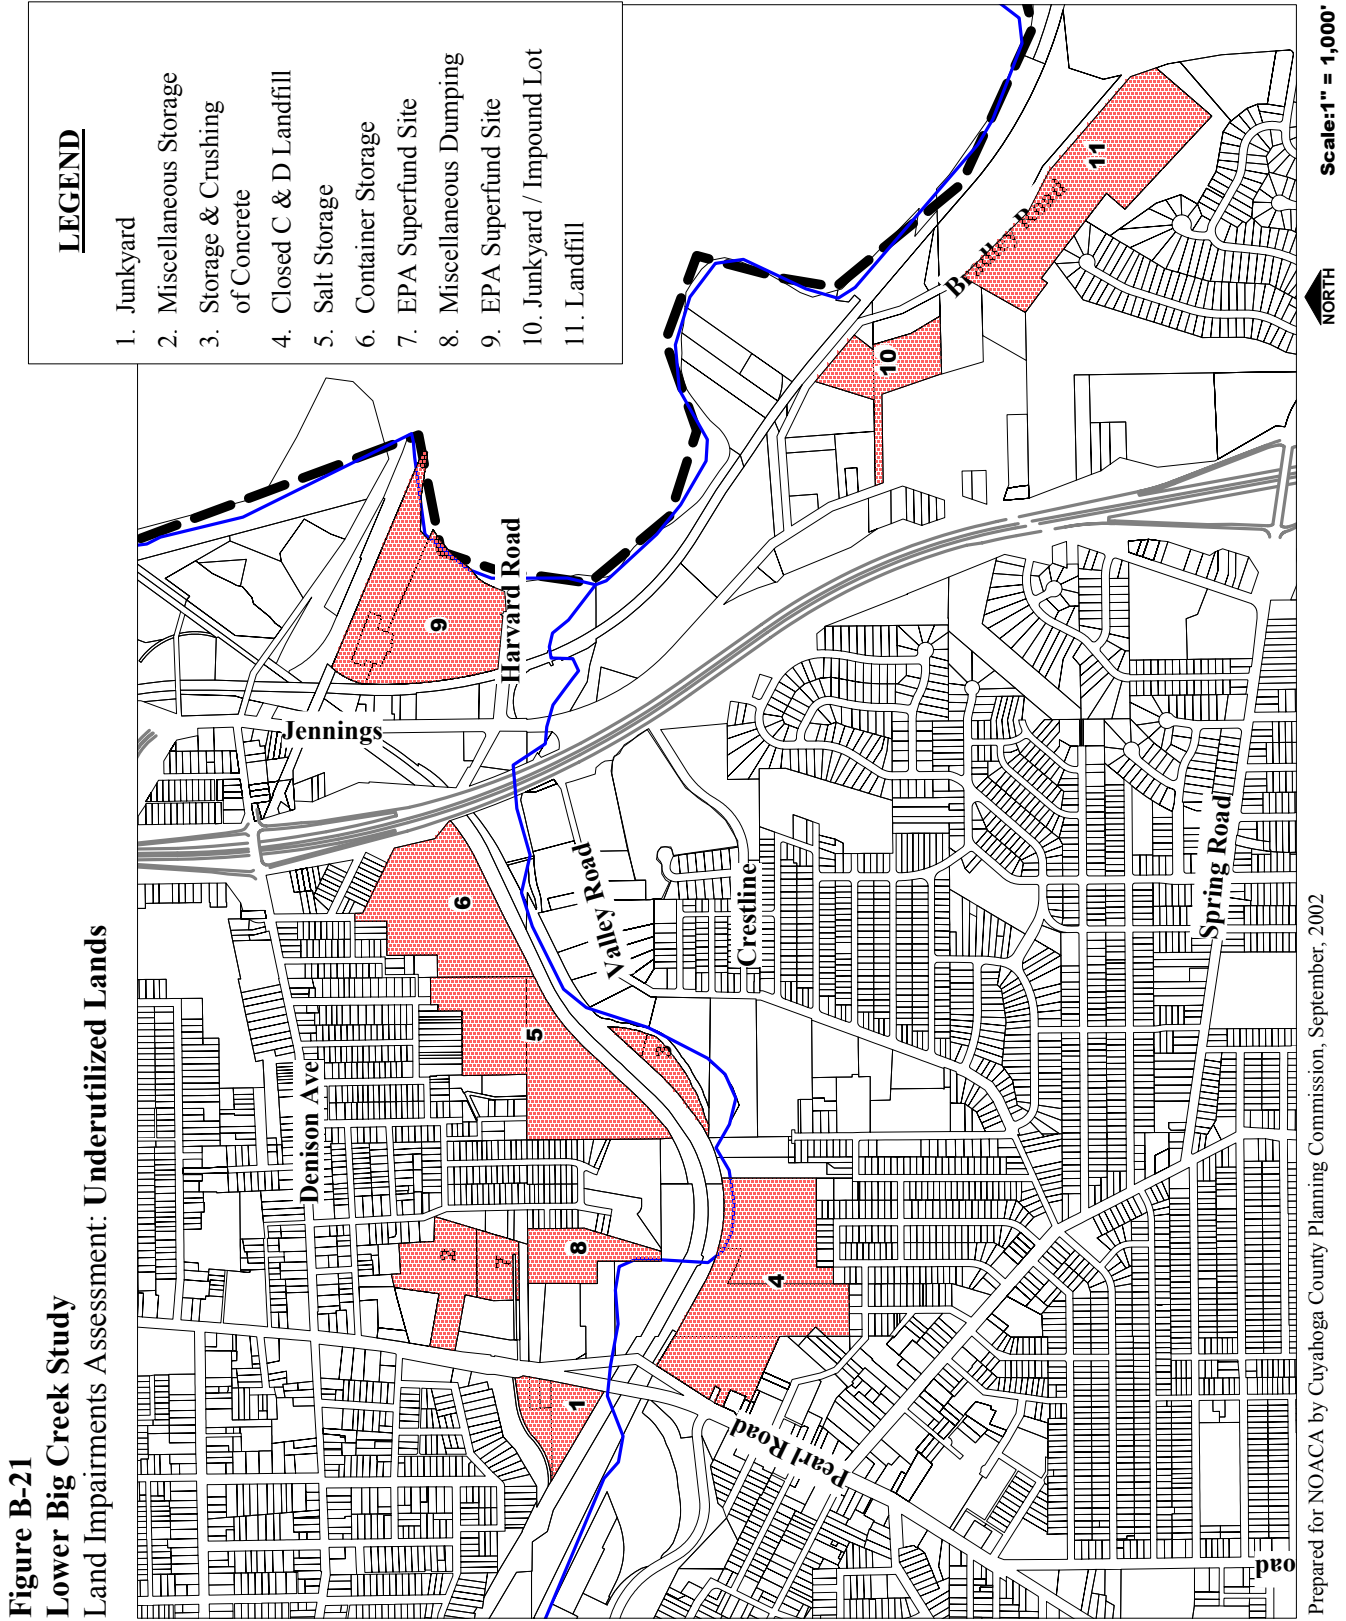 Figure B-21
Lower Big Creek Study
Land Impairments Assessment: Underutilized Lands
LEGEND
1. Junkyard
2. Miscellaneous Storage
3. Storage & Crushing
of Concrete
4. Closed C & D Landfill
5. Salt Storage
6. Container Storage
7. EPA Superfund Site
8. Miscellaneous Dumping
9. EPA Superfund Site
10. Junkyard / Impound Lot
11. Landfill
Denison Ave
Jennings
Harvard Road
Valley Road
Crestline
Bradley Road
Spring Road
Pearl Road
oad
1
3
4
5
6
8
9
10
11
NORTH
Scale:1" = 1,000'
Prepared for NOACA by Cuyahoga County Planning Commission, September, 2002